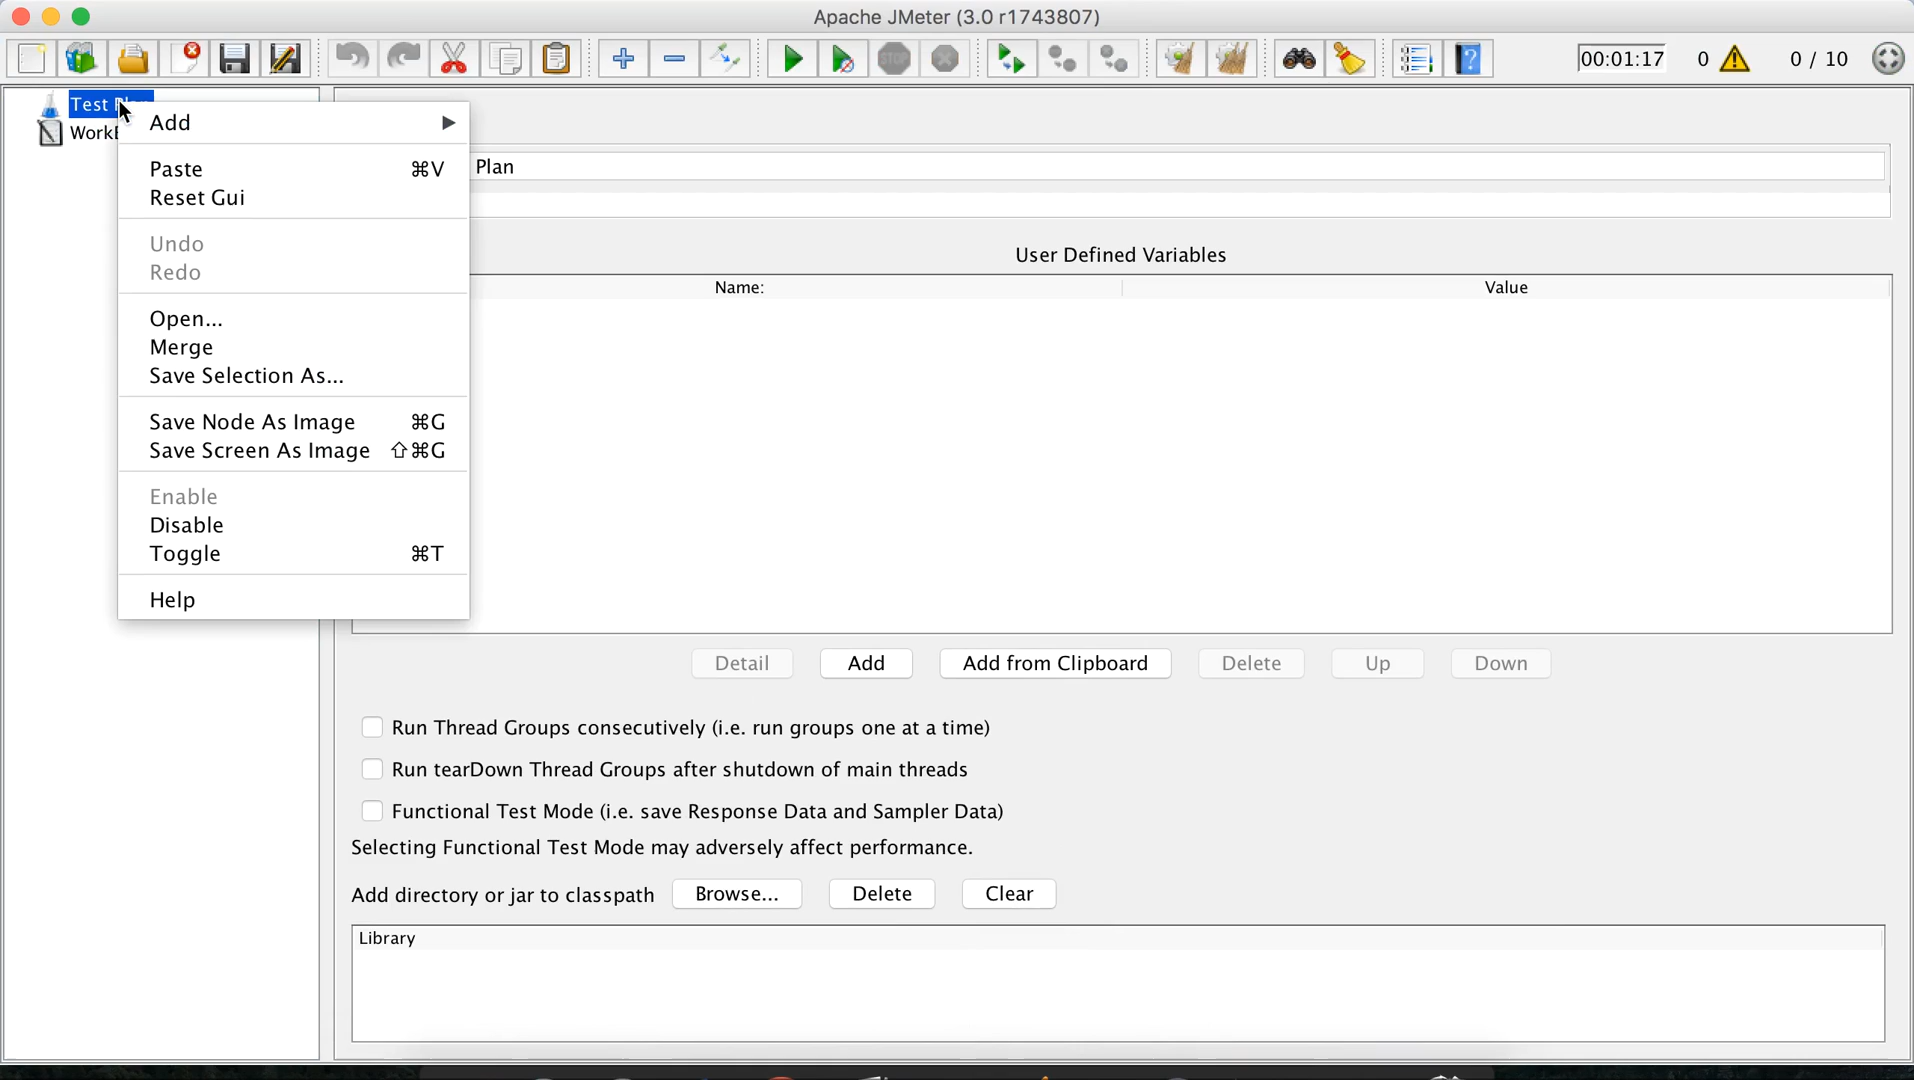 Apache JMeter (3.0 r1743807)
STOP
00:01:17 0 0 / 10
Test
Add
Paste ⌘V
Reset Gui
Undo
Redo
Open...
Merge
Save Selection As...
Save Node As Image ⌘G
Save Screen As Image ⇧⌘G
Enable
Disable
Toggle ⌘T
Help
Plan
User Defined Variables
Name: Value
Detail Add Add from Clipboard Delete Up Down
Run Thread Groups consecutively (i.e. run groups one at a time)
Run tearDown Thread Groups after shutdown of main threads
Functional Test Mode (i.e. save Response Data and Sampler Data)
Selecting Functional Test Mode may adversely affect performance.
Add directory or jar to classpath Browse... Delete Clear
Library